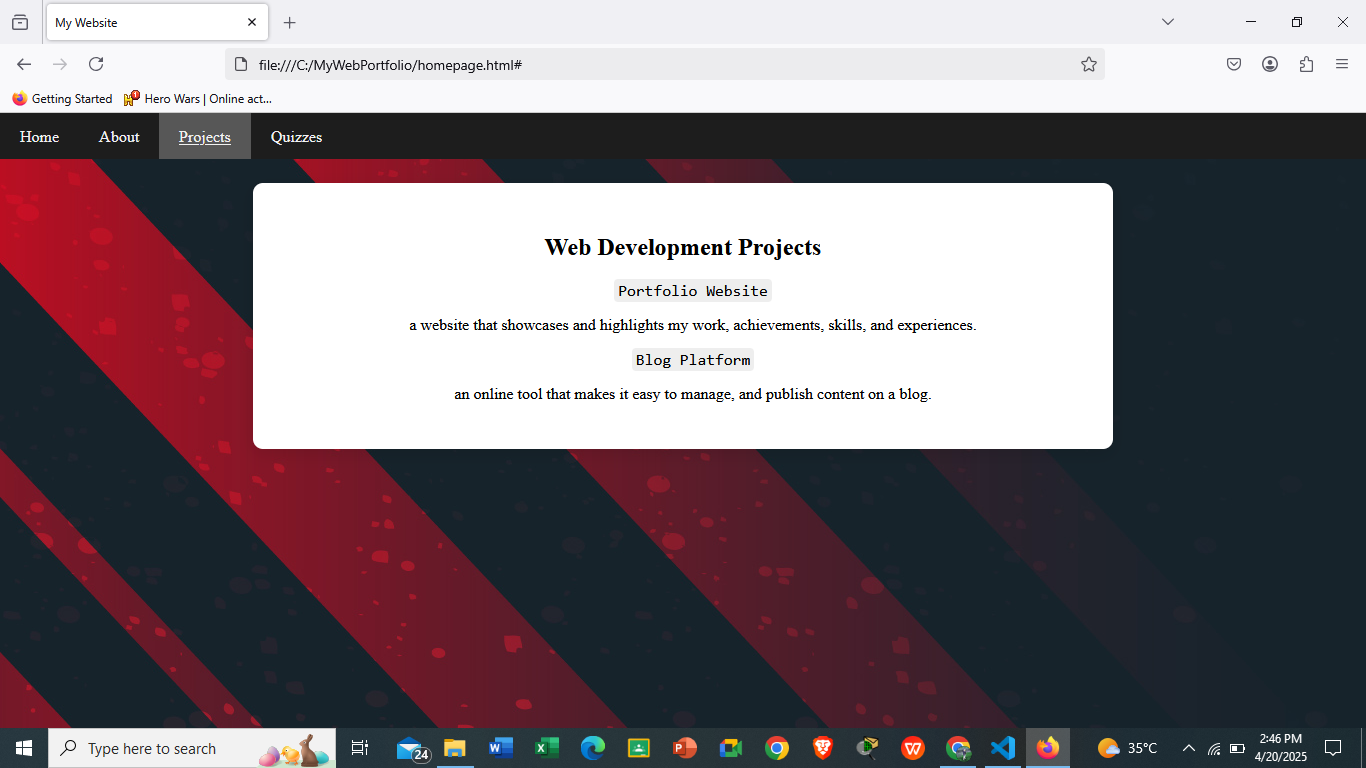 My Website
file:///C:/MyWebPortfolio/homepage.html#
Getting Started
Hero Wars | Online act...
Home About Projects Quizzes
Web Development Projects
Portfolio Website
a website that showcases and highlights my work, achievements, skills, and experiences.
Blog Platform
an online tool that makes it easy to manage, and publish content on a blog.
Type here to search
24
35°C
2:46 PM
4/20/2025